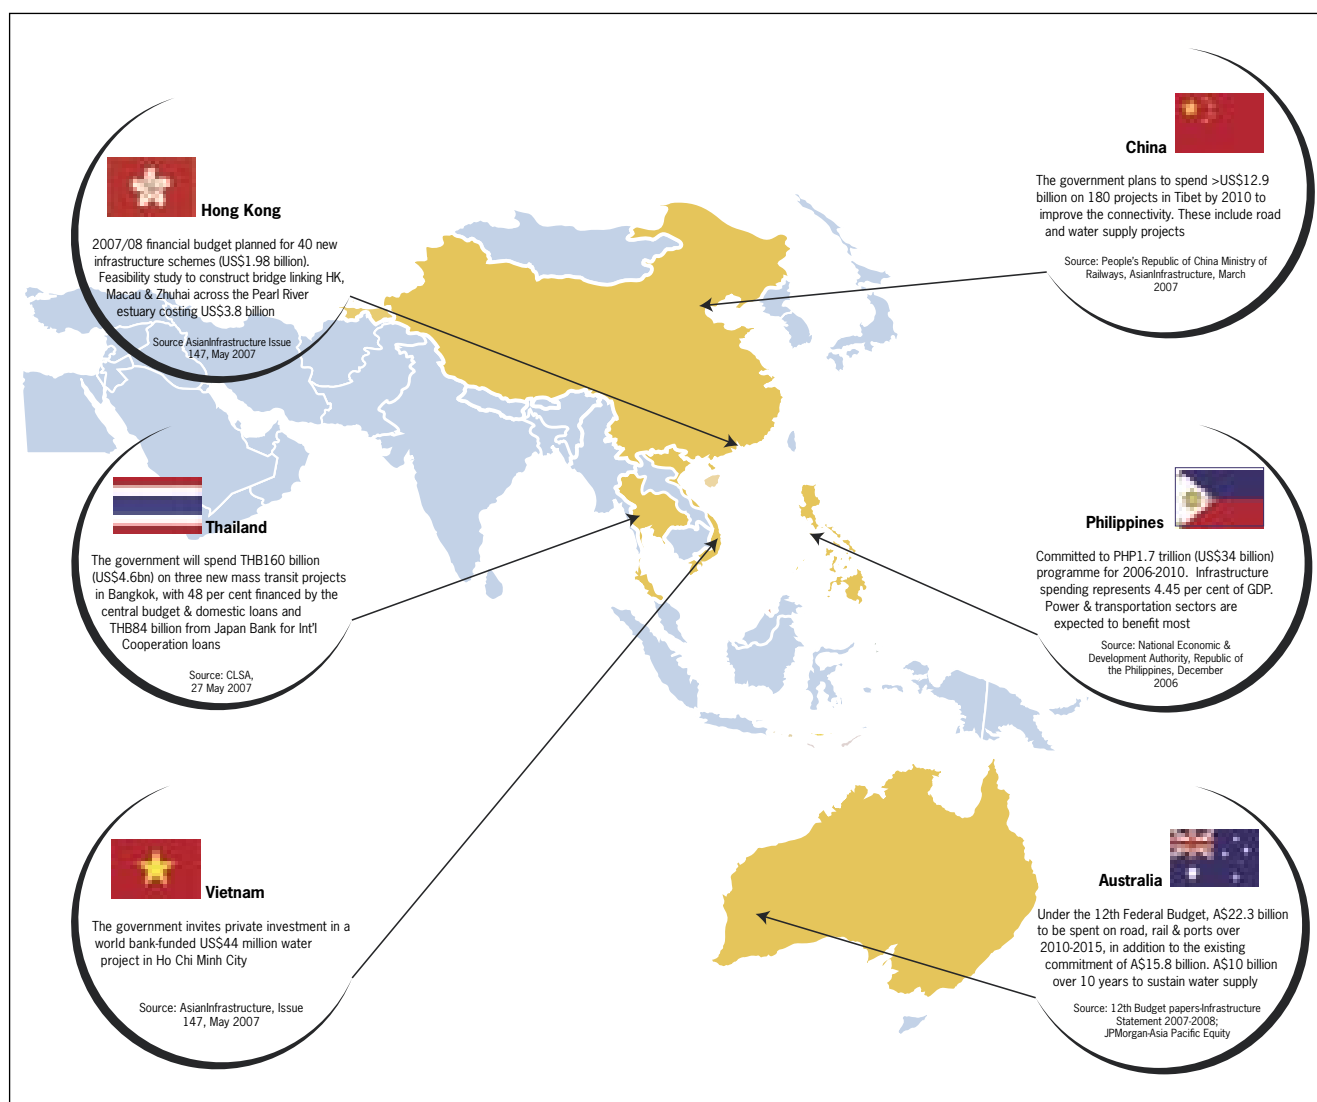 Hong Kong
2007/08 financial budget planned for 40 new
infrastructure schemes (US$1.98 billion).
Feasibility study to construct bridge linking HK,
Macau & Zhuhai across the Pearl River
estuary costing US$3.8 billion
Source AsianInfrastructure Issue
147, May 2007
China
The government plans to spend >US$12.9
billion on 180 projects in Tibet by 2010 to
improve the connectivity. These include road
and water supply projects
Source: People's Republic of China Ministry of
Railways, AsianInfrastructure, March
2007
Thailand
The government will spend THB160 billion
(US$4.6bn) on three new mass transit projects
in Bangkok, with 48 per cent financed by the
central budget & domestic loans and
THB84 billion from Japan Bank for Int'l
Cooperation loans
Source: CLSA,
27 May 2007
Philippines
Committed to PHP1.7 trillion (US$34 billion)
programme for 2006-2010. Infrastructure
spending represents 4.45 per cent of GDP.
Power & transportation sectors are
expected to benefit most
Source: National Economic &
Development Authority, Republic of
the Philippines, December
2006
Vietnam
The government invites private investment in a
world bank-funded US$44 million water
project in Ho Chi Minh City
Source: AsianInfrastructure, Issue
147, May 2007
Australia
Under the 12th Federal Budget, A$22.3 billion
to be spent on road, rail & ports over
2010-2015, in addition to the existing
commitment of A$15.8 billion. A$10 billion
over 10 years to sustain water supply
Source: 12th Budget papers-Infrastructure
Statement 2007-2008;
JPMorgan-Asia Pacific Equity